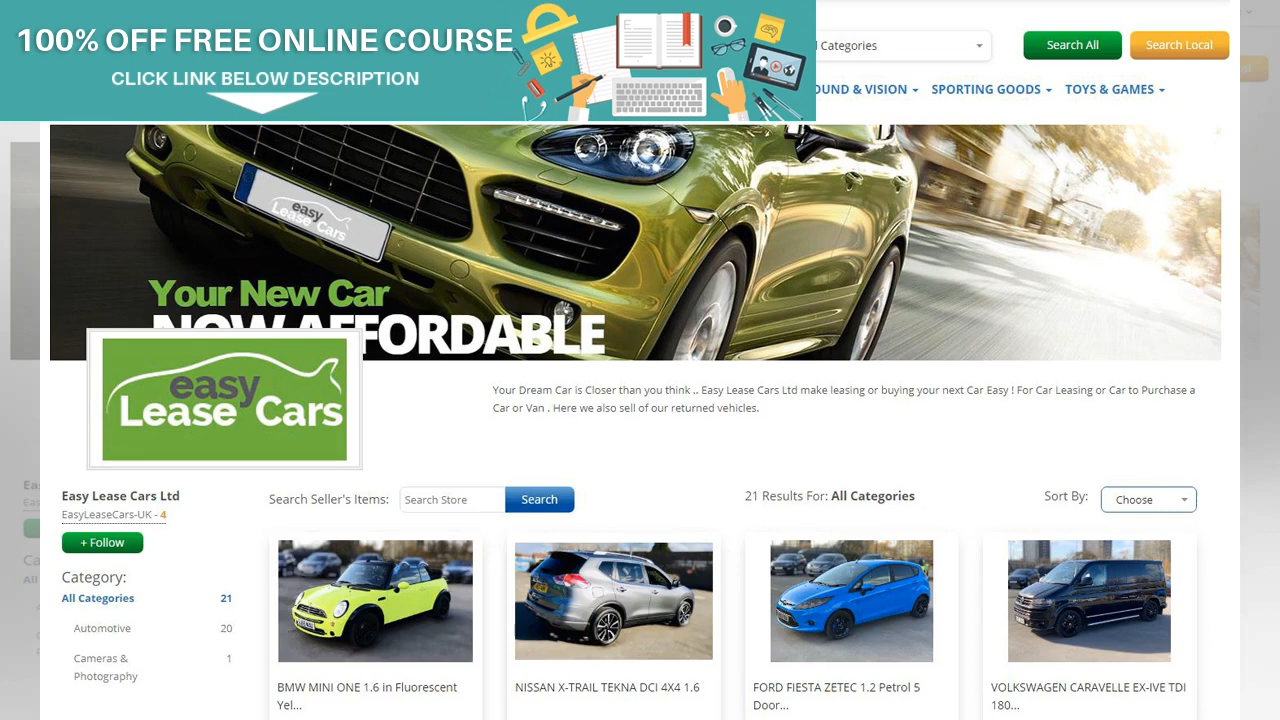 100% OFF FREE ONLINE COURSE
CLICK LINK BELOW DESCRIPTION
Categories
Search All
Search Local
OUND & VISION
SPORTING GOODS
TOYS & GAMES
easy
Lease Cars
Your New Car
NOW AFFORDABLE
easy
Lease Cars
Your Dream Car is Closer than you think .. Easy Lease Cars Ltd make leasing or buying your next Car Easy ! For Car Leasing or Car to Purchase a
Car or Van . Here we also sell of our returned vehicles.
Easy Lease Cars Ltd
EasyLeaseCars-UK - 4
+ Follow
Search Seller's Items:
Search Store
Search
21 Results For: All Categories
Sort By:
Choose
Category:
All Categories 21
Automotive 20
Cameras & 1
Photography
BMW MINI ONE 1.6 in Fluorescent
Yel...
NISSAN X-TRAIL TEKNA DCI 4X4 1.6
FORD FIESTA ZETEC 1.2 Petrol 5
Door...
VOLKSWAGEN CARAVELLE EX-IVE TDI
180...